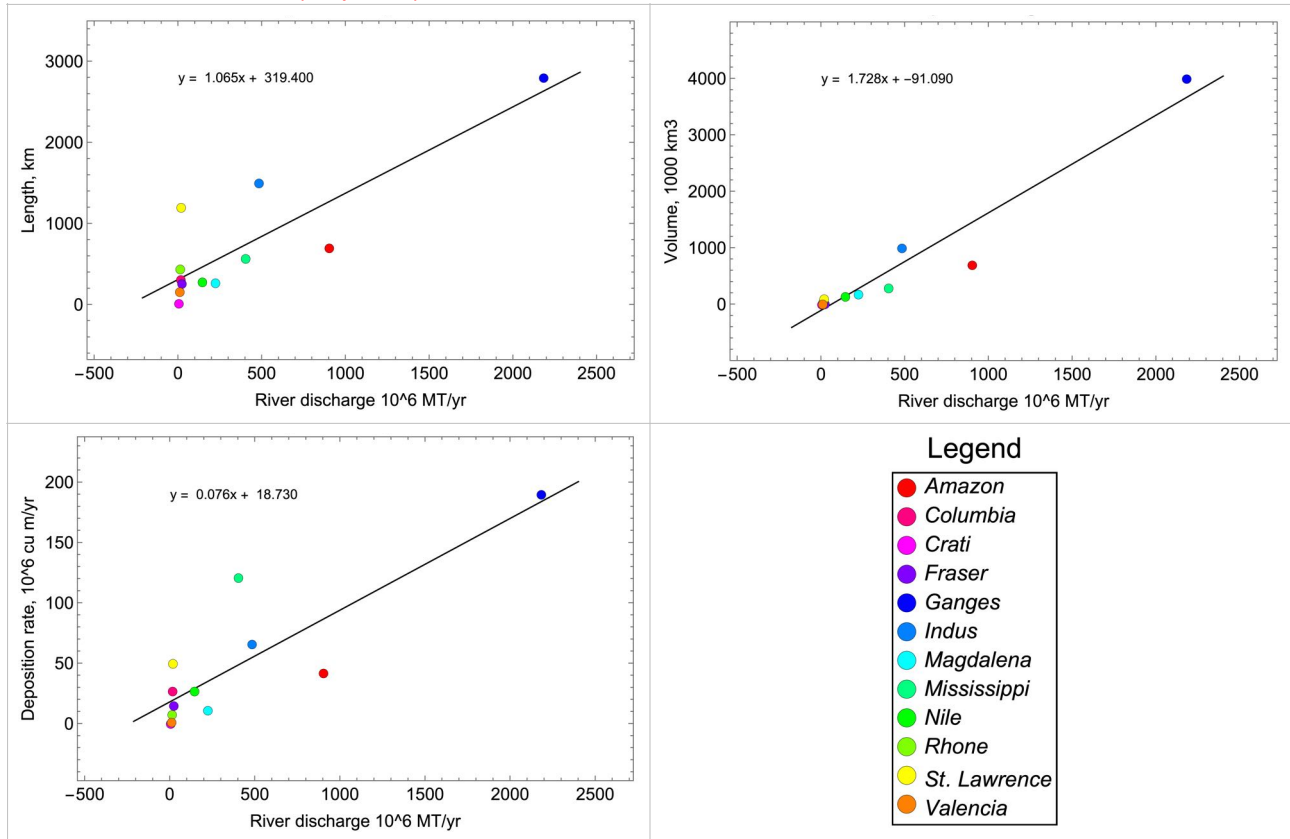 y = 1.065x + 319.400
3000
2000
1000
0
Length, km
−500 0 500 1000 1500 2000 2500
River discharge 10^6 MT/yr
y = 1.728x + −91.090
4000
3000
2000
1000
0
Volume, 1000 km3
−500 0 500 1000 1500 2000 2500
River discharge 10^6 MT/yr
y = 0.076x + 18.730
200
150
100
50
0
Deposition rate, 10^6 cu m/yr
−500 0 500 1000 1500 2000 2500
River discharge 10^6 MT/yr
Legend
Amazon
Columbia
Crati
Fraser
Ganges
Indus
Magdalena
Mississippi
Nile
Rhone
St. Lawrence
Valencia